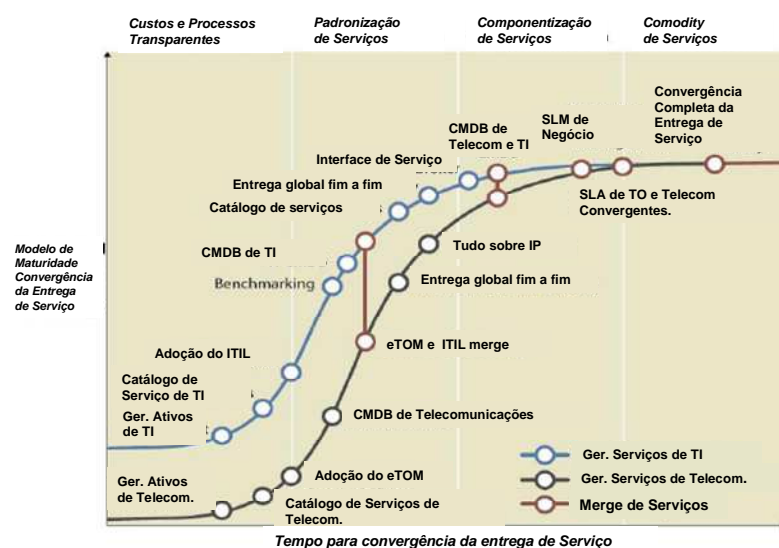 Custos e Processos
Transparentes
Padronização
de Serviços
Componentização
de Serviços
Comodity
de Serviços
Convergência
Completa da
Entrega de
Serviço
SLM de
Negócio
CMDB de
Telecom e TI
Interface de Serviço
Entrega global fim a fim
Catálogo de serviços
SLA de TO e Telecom
Convergentes.
CMDB de TI
Tudo sobre IP
Benchmarking
Entrega global fim a fim
Modelo de
Maturidade
Convergência
da Entrega
de Serviço
Adoção do ITIL
eTOM e ITIL merge
Catálogo de
Serviço de TI
Ger. Ativos
de TI
CMDB de Telecomunicações
Ger. Serviços de TI
Ger. Ativos
de Telecom.
Adoção do eTOM
Ger. Serviços de Telecom.
Catálogo de Serviços de
Telecom.
Merge de Serviços
Tempo para convergência da entrega de Serviço